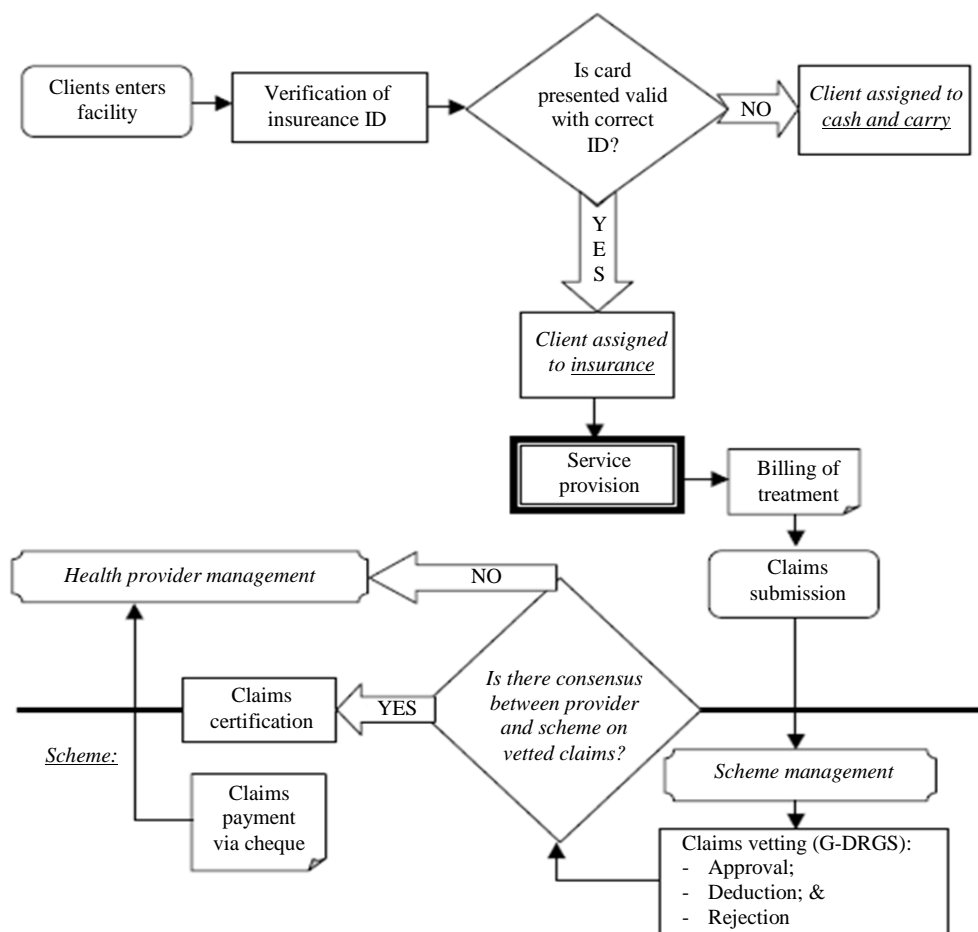 Clients enters
facility
Verification of
insureance ID
Is card
presented valid
with correct
ID?
NO
Client assigned to
cash and carry
Y
E
S
Client assigned
to insurance
Service
provision
Billing of
treatment
Claims
submission
Health provider management
NO
Is there consensus
between provider
and scheme on
vetted claims?
YES
Claims
certification
Scheme:
Claims
payment
via cheque
Scheme management
Claims vetting (G-DRGS):
- Approval;
- Deduction; &
- Rejection